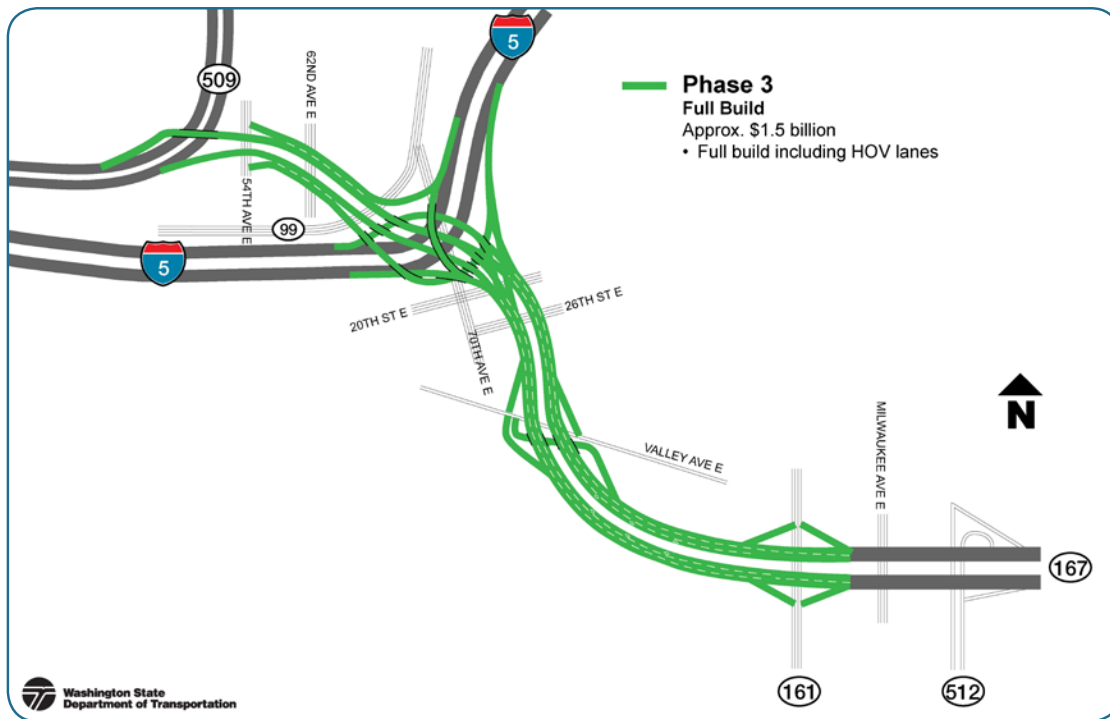 5
509
62ND AVE E
Phase 3
Full Build
Approx. $1.5 billion
• Full build including HOV lanes
54TH AVE E
99
5
20TH ST E
26TH ST E
70TH AVE E
N
VALLEY AVE E
MILWAUKEE AVE E
167
161
512
Washington State
Department of Transportation